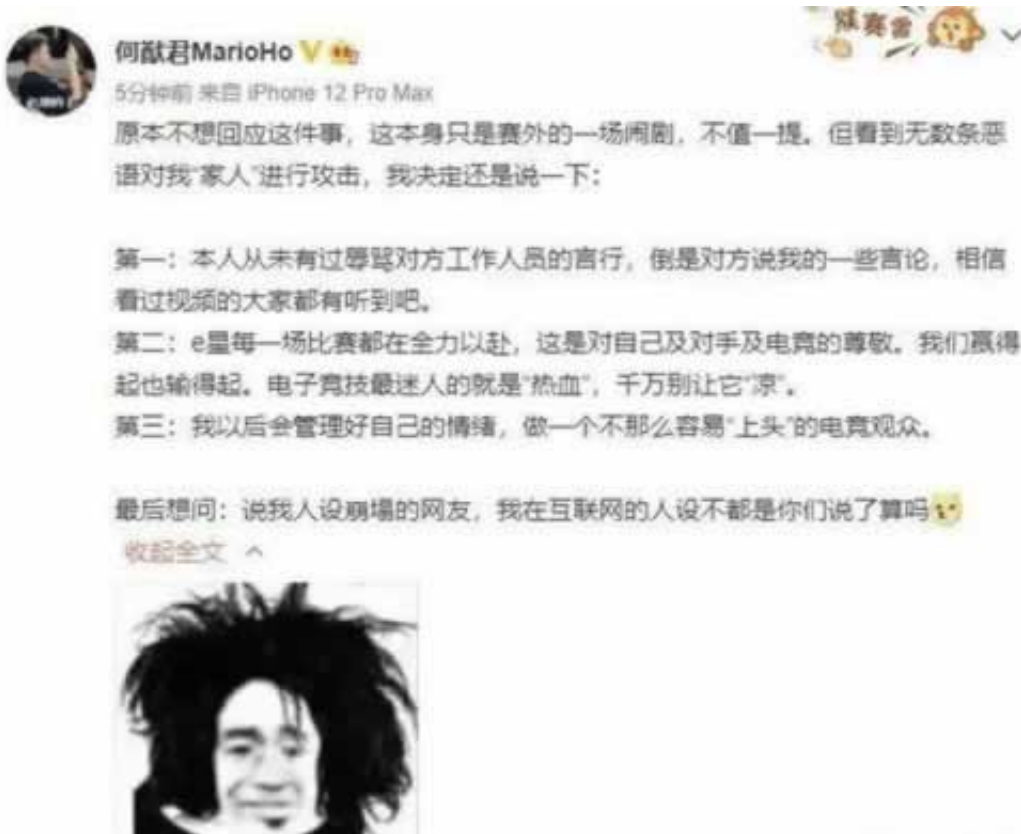 何猷君MarioHo
5分钟前 来自 iPhone 12 Pro Max
原本不想回应这件事，这本身只是赛外的一场闹剧，不值一提。但看到无数条恶
语对我“家人”进行攻击，我决定还是说一下：
第一：本人从未有过辱骂对方工作人员的言行，倒是对方说我的一些言论，相信
看过视频的大家都有听到吧。
第二：e星每一场比赛都在全力以赴，这是对自己及对手及电竞的尊敬。我们赢得
起也输得起。电子竞技最迷人的就是“热血”，千万别让它“凉”。
第三：我以后会管理好自己的情绪，做一个不那么容易“上头”的电竞观众。
最后想问：说我人设崩塌的网友，我在互联网的人设不都是你们说了算吗
收起全文